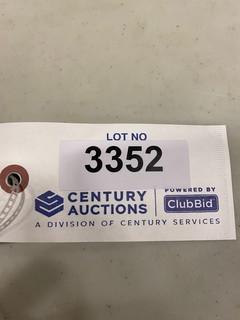 LOT NO
3352
CENTURY
AUCTIONS
POWERED BY
ClubBid
A DIVISION OF CENTURY SERVICES